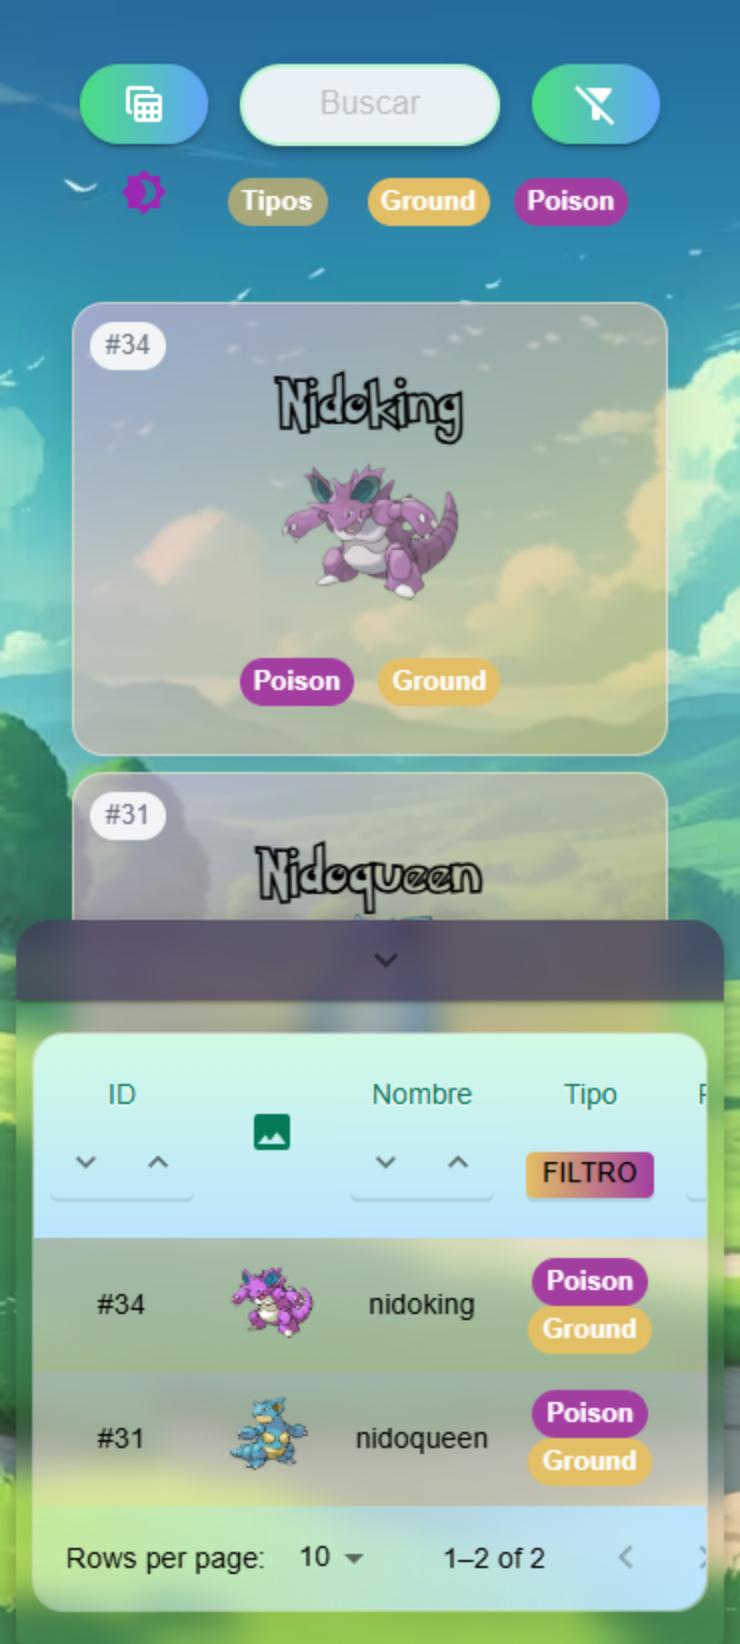 Buscar
Tipos Ground Poison
#34
Nidoking
Poison Ground
#31
Nidoqueen
ID Nombre Tipo
FILTRO
#34 nidoking Poison Ground
#31 nidoqueen Poison Ground
Rows per page: 10 1–2 of 2